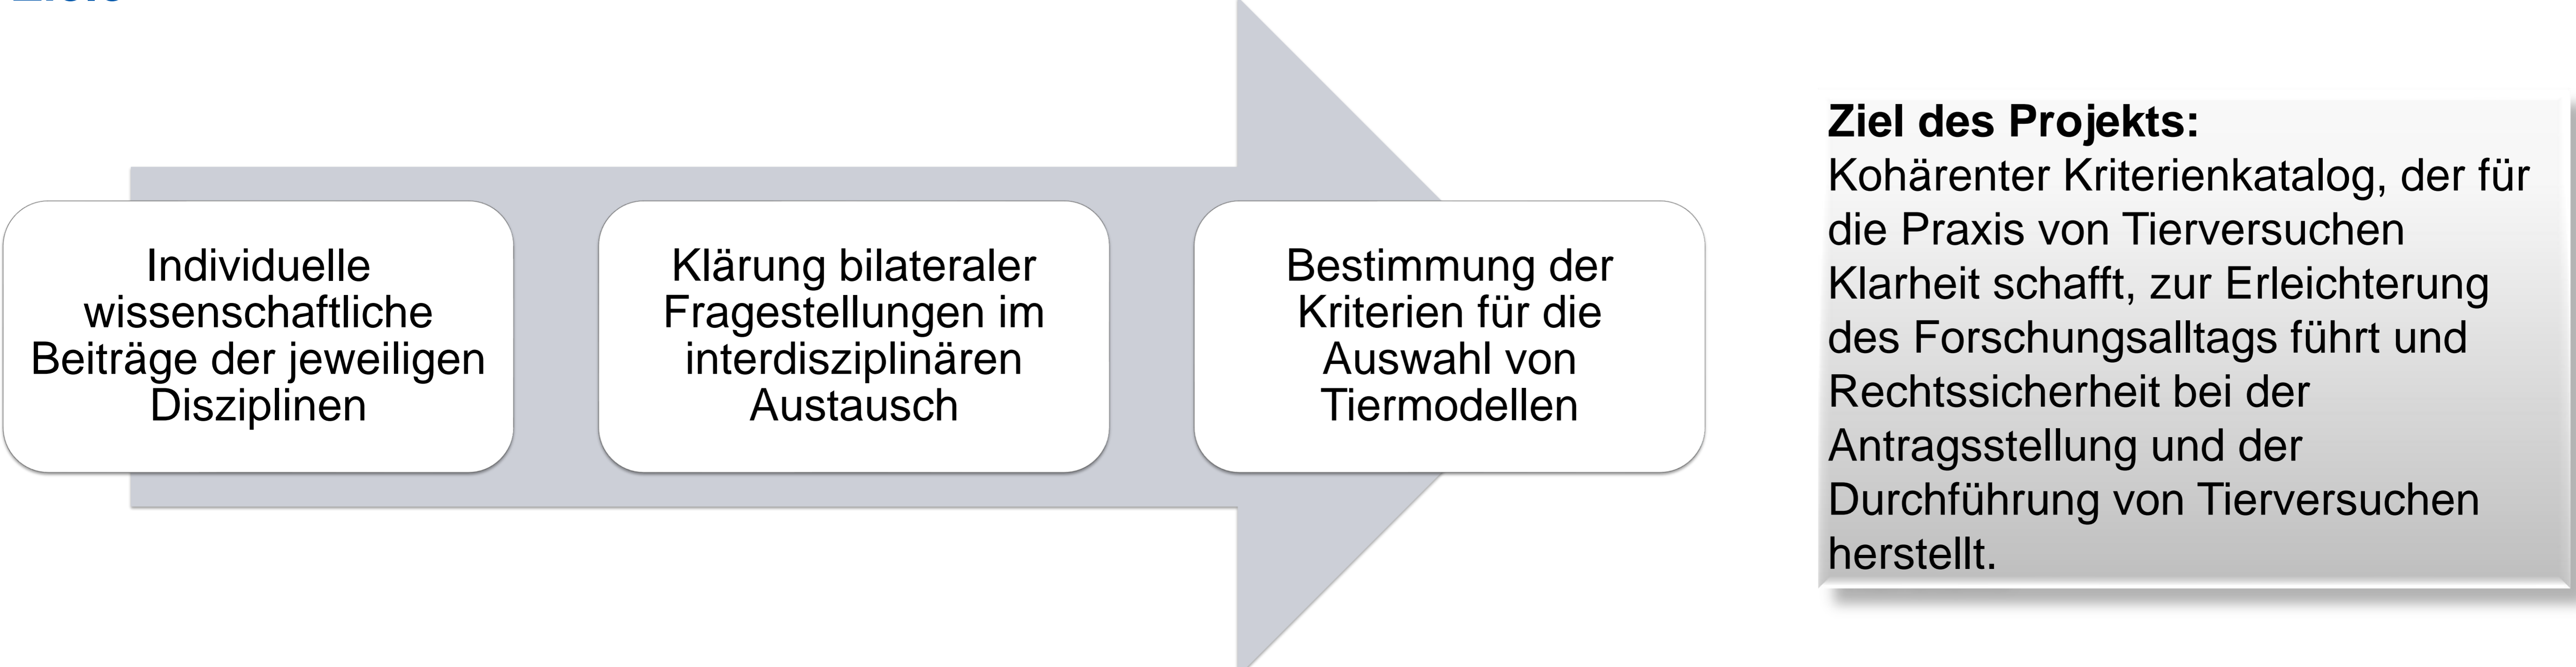 Individuelle
wissenschaftliche
Beiträge der jeweiligen
Disziplinen
Klärung bilateraler
Fragestellungen im
interdisziplinären
Austausch
Bestimmung der
Kriterien für die
Auswahl von
Tiermodellen
Ziel des Projekts:
Kohärenter Kriterienkatalog, der für
die Praxis von Tierversuchen
Klarheit schafft, zur Erleichterung
des Forschungsalltags führt und
Rechtssicherheit bei der
Antragsstellung und der
Durchführung von Tierversuchen
herstellt.